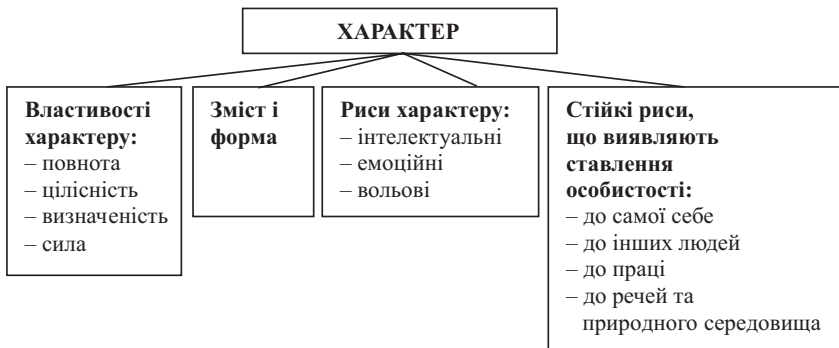 ХАРАКТЕР
Властивості
характеру:
– повнота
– цілісність
– визначеність
– сила
Зміст і
форма
Риси характеру:
– інтелектуальні
– емоційні
– вольові
Стійкі риси,
що виявляють
ставлення
особистості:
– до самої себе
– до інших людей
– до праці
– до речей та
природного середовища